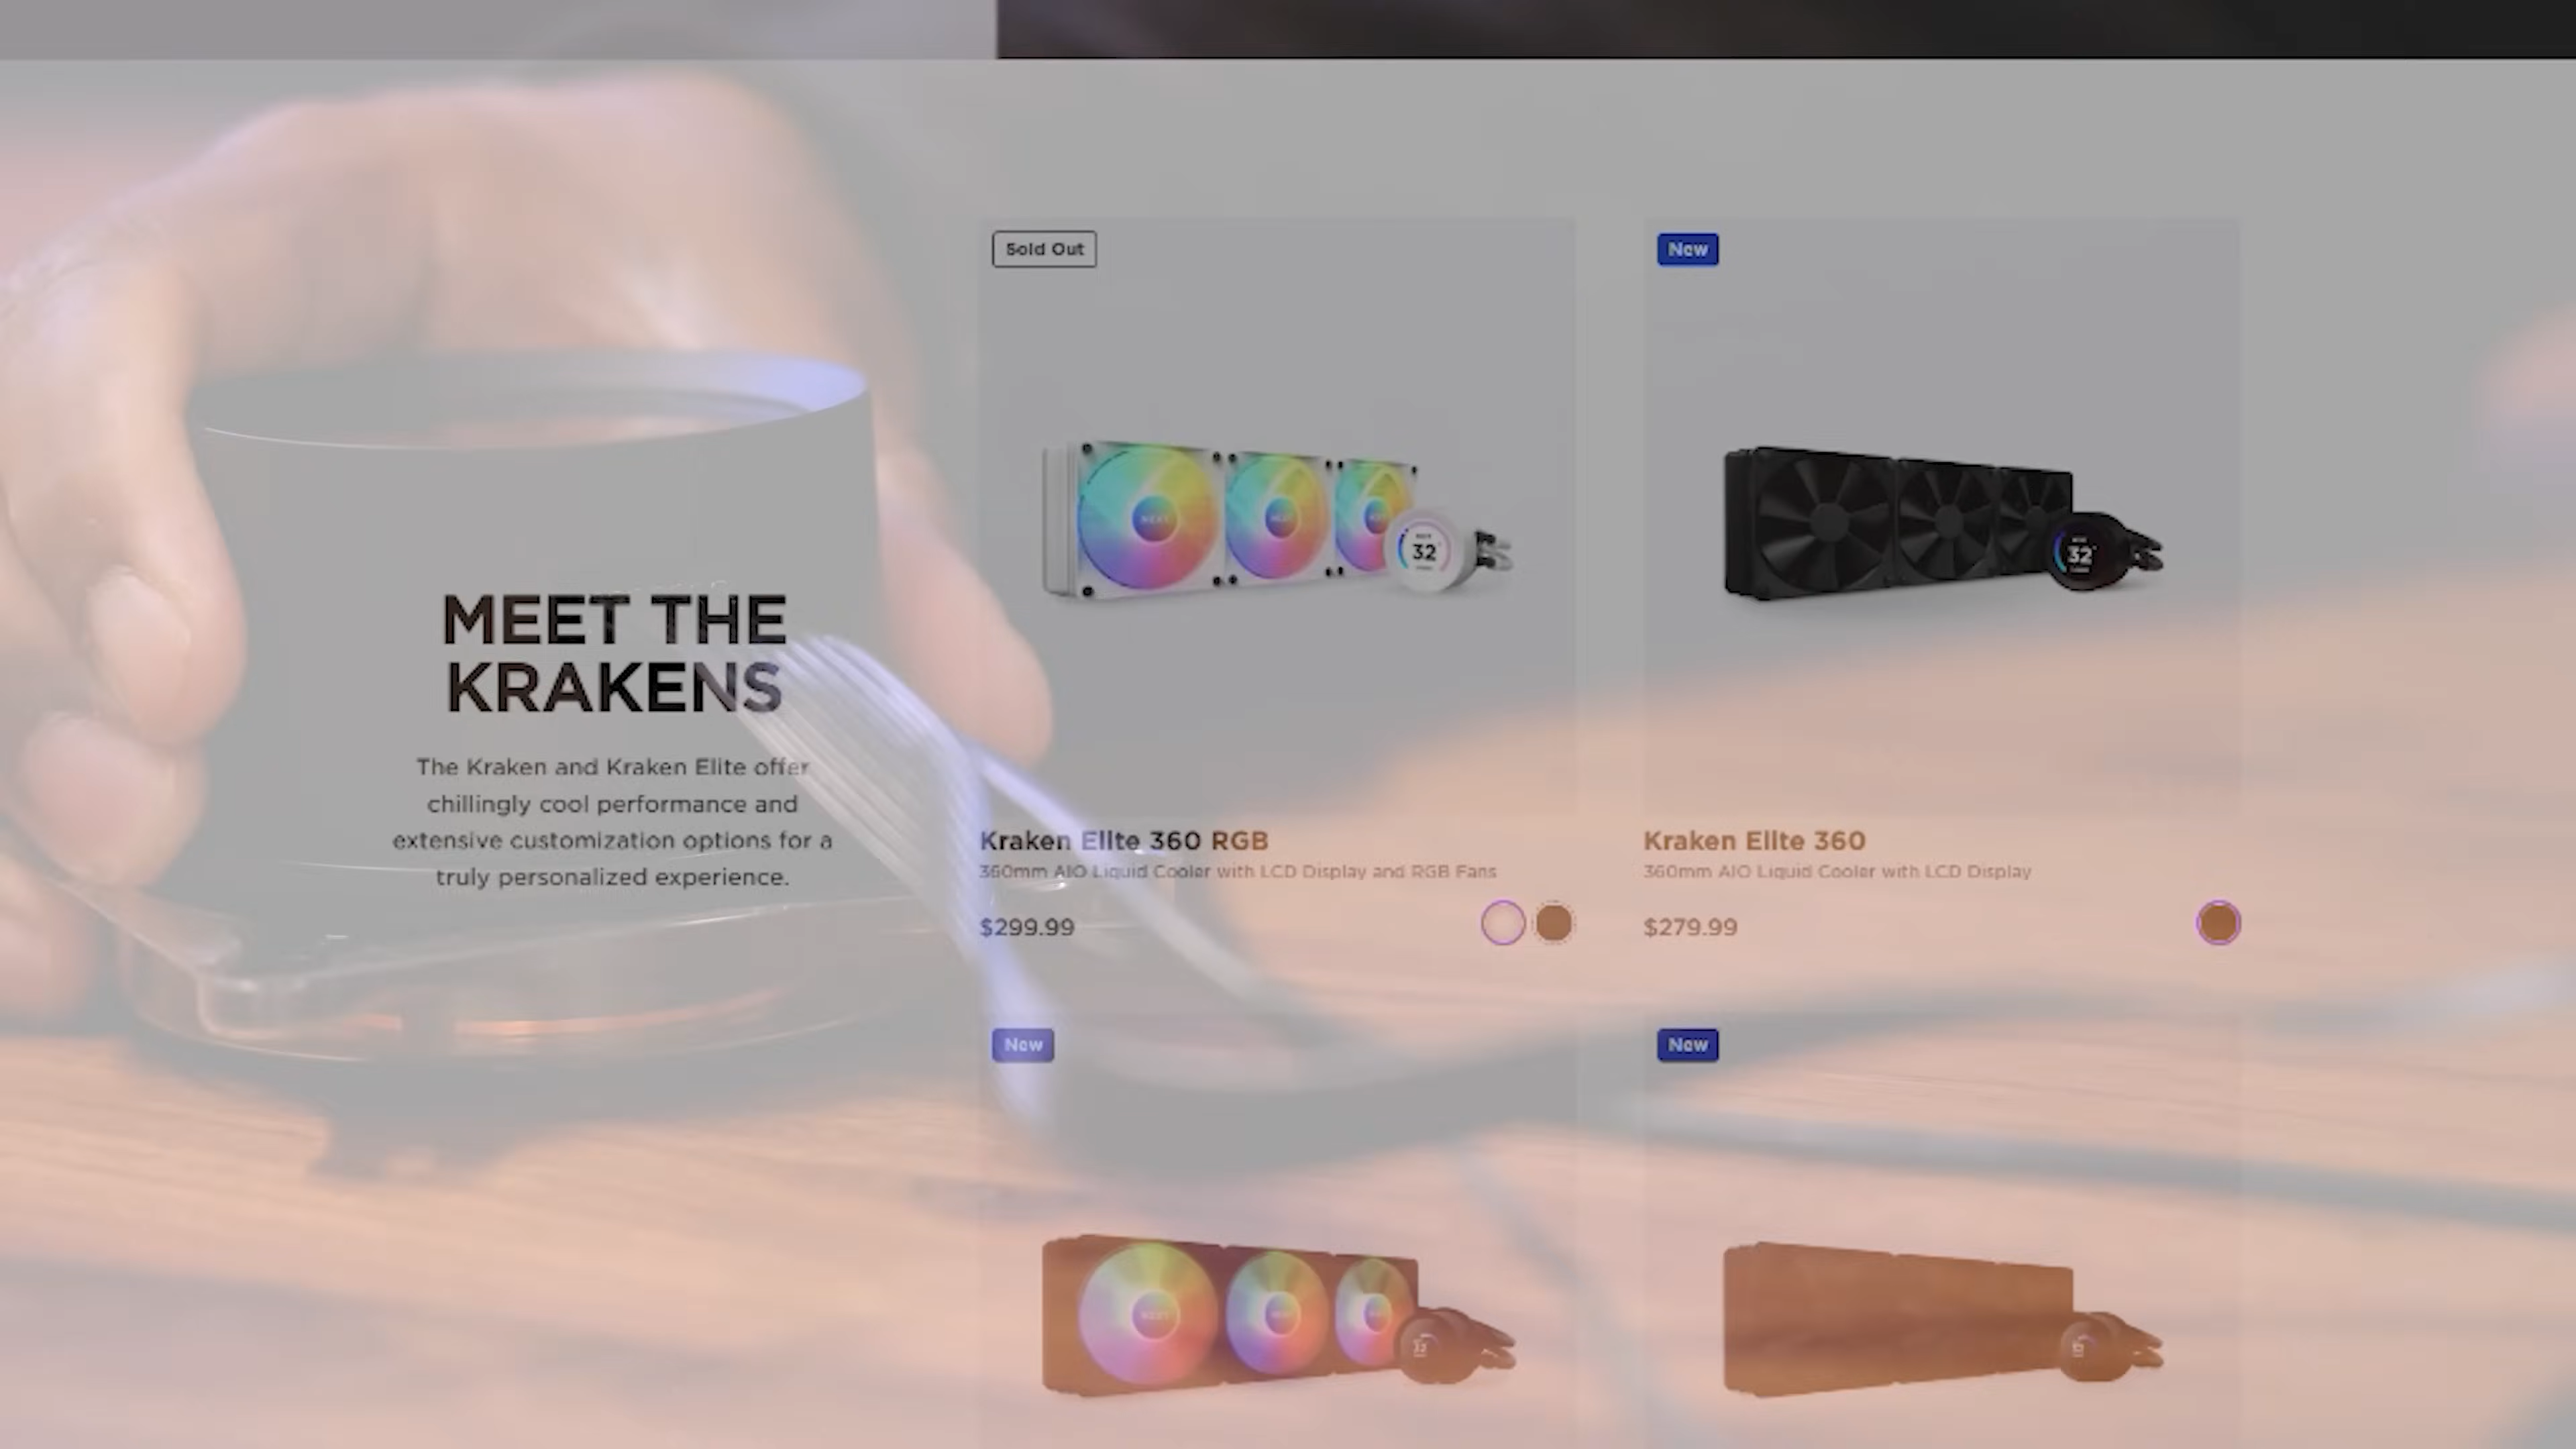 Sold Out
New
32
32
MEET THE
KRAKENS
The Kraken and Kraken Elite offer
chillingly cool performance and
extensive customization options for a
truly personalized experience.
Kraken Elite 360 RGB
360mm AIO Liquid Cooler with LCD Display and RGB Fans
$299.99
Kraken Elite 360
360mm AIO Liquid Cooler with LCD Display
$279.99
New
New